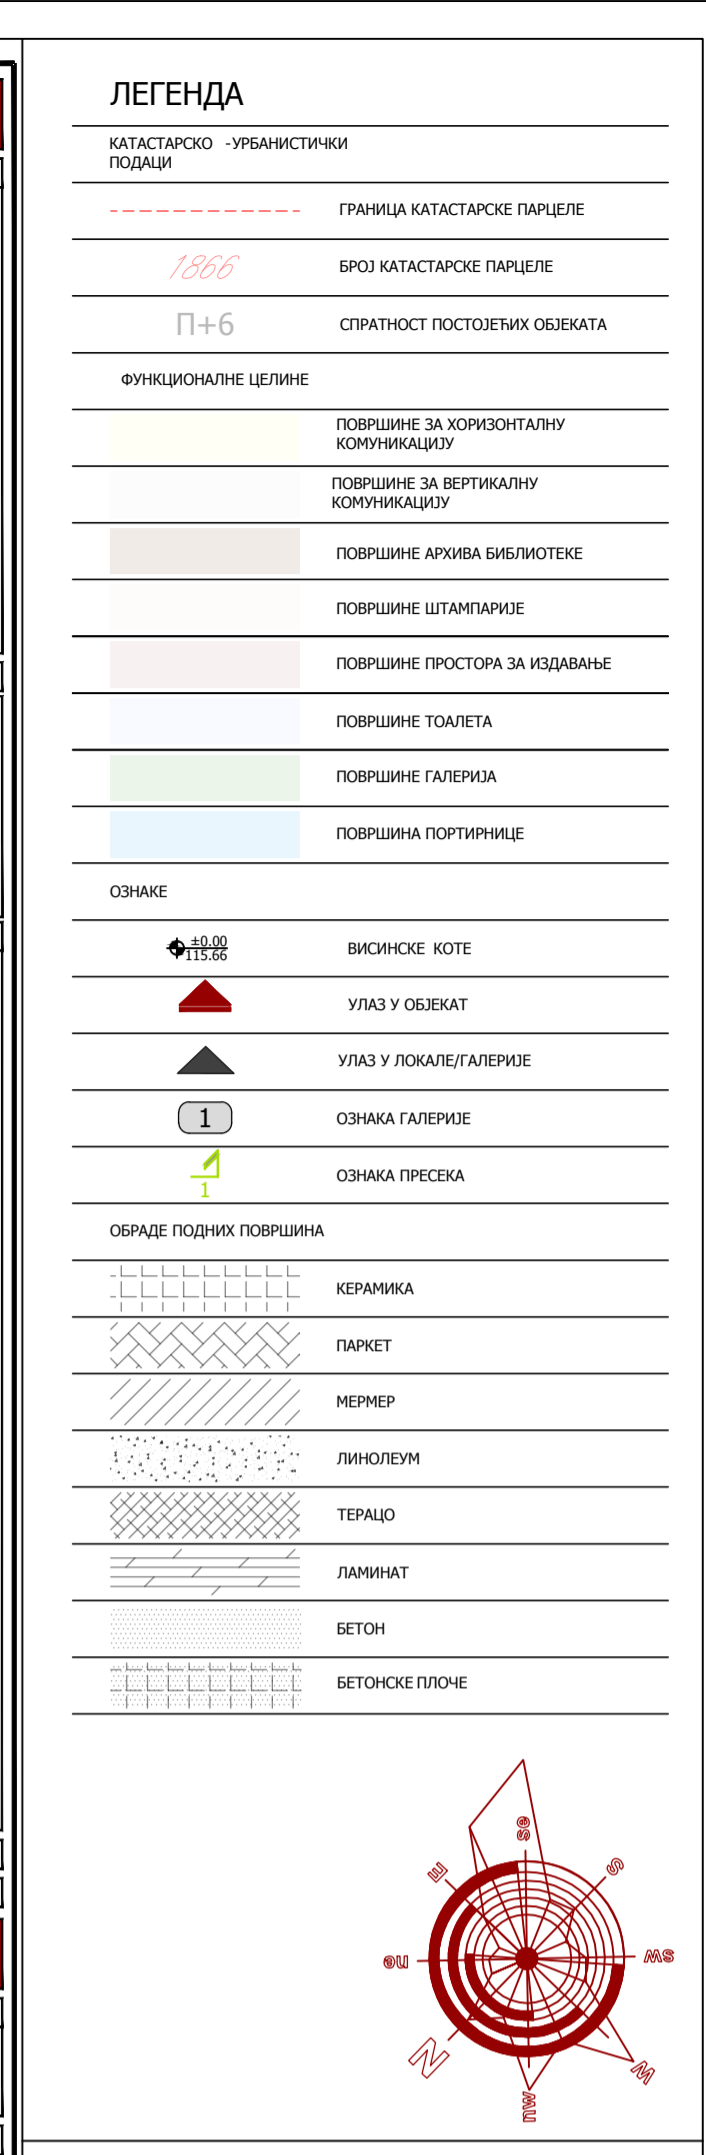 ЛЕГЕНДА
КАТАСТАРСКО -УРБАНИСТИЧКИ
ПОДАЦИ
ГРАНИЦА КАТАСТАРСКЕ ПАРЦЕЛЕ
1866 БРОЈ КАТАСТАРСКЕ ПАРЦЕЛЕ
П+6 СПРАТНОСТ ПОСТОЈЕЋИХ ОБЈЕКАТА
ФУНКЦИОНАЛНЕ ЦЕЛИНЕ
ПОВРШИНЕ ЗА ХОРИЗОНТАЛНУ
КОМУНИКАЦИЈУ
ПОВРШИНЕ ЗА ВЕРТИКАЛНУ
КОМУНИКАЦИЈУ
ПОВРШИНЕ АРХИВА БИБЛИОТЕКЕ
ПОВРШИНЕ ШТАМПАРИЈЕ
ПОВРШИНЕ ПРОСТОРА ЗА ИЗДАВАЊЕ
ПОВРШИНЕ ТОАЛЕТА
ПОВРШИНЕ ГАЛЕРИЈА
ПОВРШИНА ПОРТИРНИЦЕ
ОЗНАКЕ
±0.00
115.66
ВИСИНСКЕ КОТЕ
УЛАЗ У ОБЈЕКАТ
УЛАЗ У ЛОКАЛЕ/ГАЛЕРИЈЕ
1 ОЗНАКА ГАЛЕРИЈЕ
1 ОЗНАКА ПРЕСЕКА
ОБРАДЕ ПОДНИХ ПОВРШИНА
КЕРАМИКА
ПАРКЕТ
МЕРМЕР
ЛИНОЛЕУМ
ТЕРАЦО
ЛАМИНАТ
БЕТОН
БЕТОНСКЕ ПЛОЧЕ
se
S
sw
ne
N
W